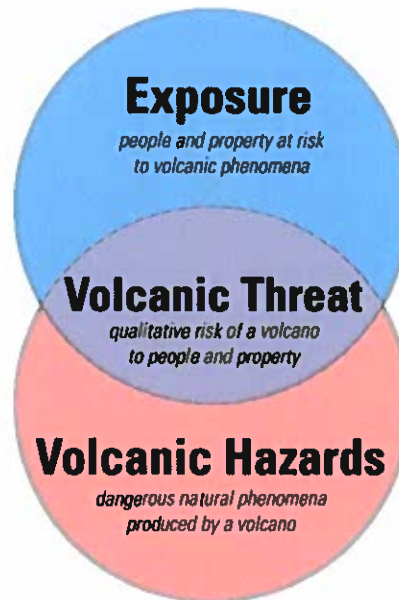 Exposure
people and property at risk
to volcanic phenomena
Volcanic Threat
qualitative risk of a volcano
to people and property
Volcanic Hazards
dangerous natural phenomena
produced by a volcano